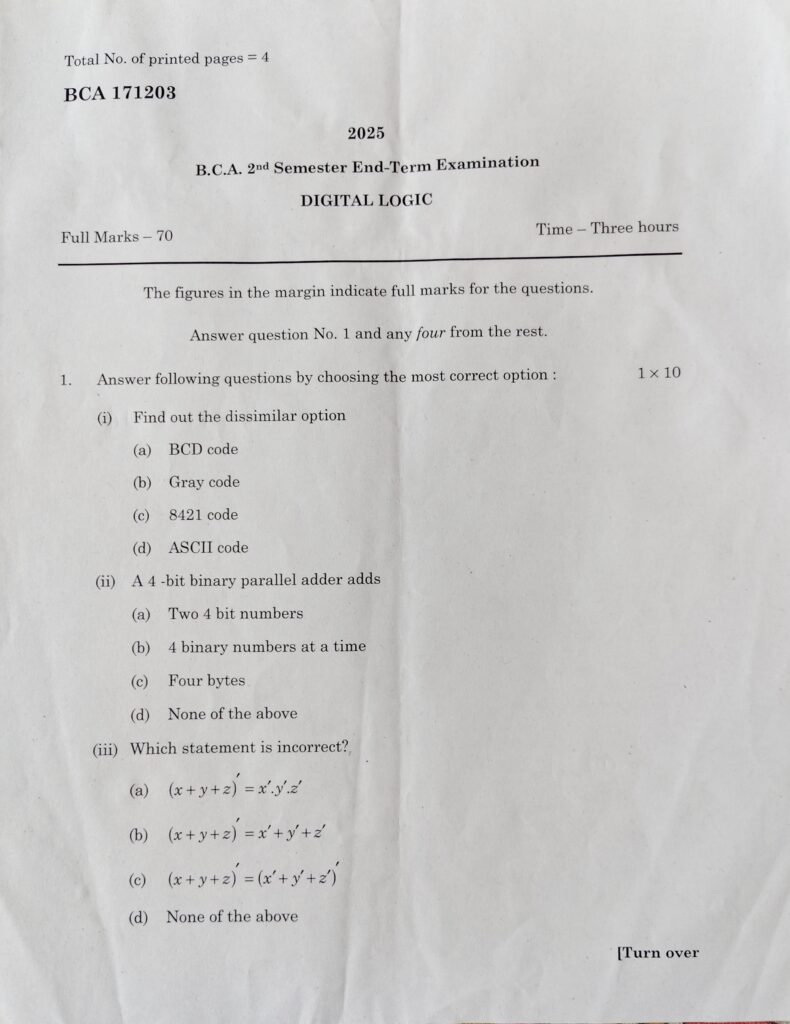 Total No. of printed pages = 4
BCA 171203
2025
B.C.A. 2nd Semester End-Term Examination
DIGITAL LOGIC
Full Marks – 70
Time – Three hours
The figures in the margin indicate full marks for the questions.
Answer question No. 1 and any four from the rest.
1. Answer following questions by choosing the most correct option : 1 × 10
(i) Find out the dissimilar option
(a) BCD code
(b) Gray code
(c) 8421 code
(d) ASCII code
(ii) A 4 -bit binary parallel adder adds
(a) Two 4 bit numbers
(b) 4 binary numbers at a time
(c) Four bytes
(d) None of the above
(iii) Which statement is incorrect?
(a) (x + y + z)′ = x′.y′.z′
(b) (x + y + z)′ = x′ + y′ + z′
(c) (x + y + z)′ = (x′ + y′ + z′)′
(d) None of the above
[Turn over